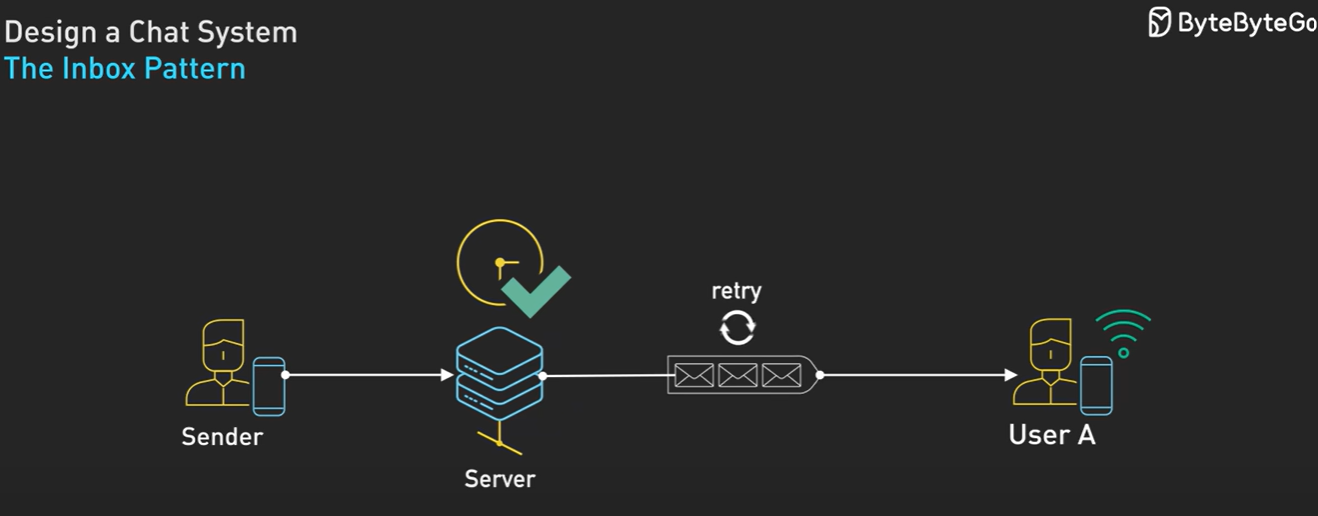 Design a Chat System
The Inbox Pattern
ByteByteGo
retry
Sender
User A
Server